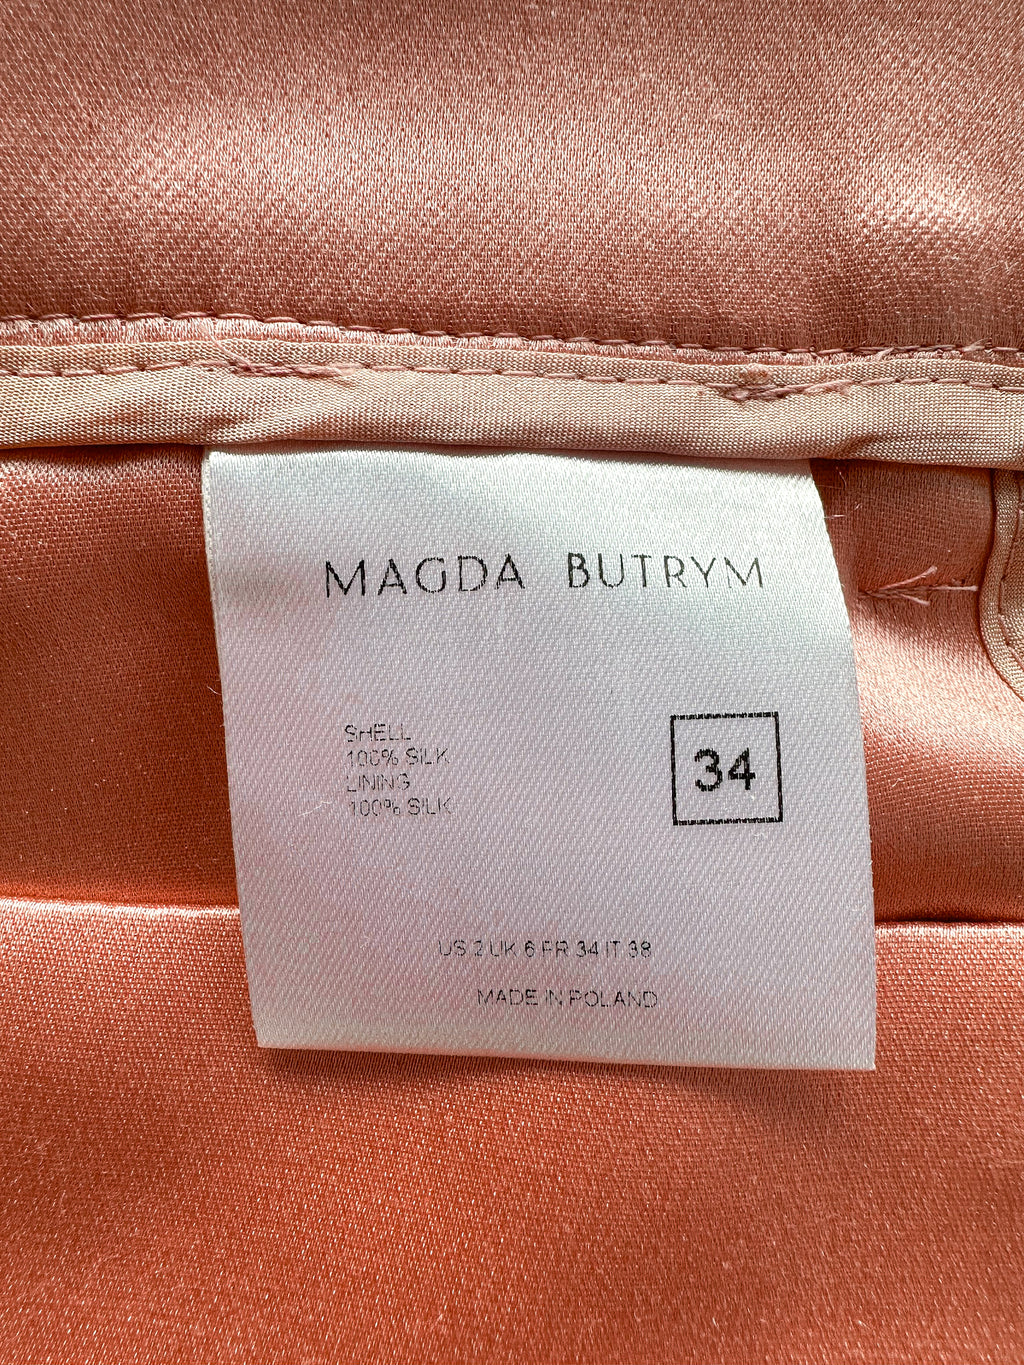 MAGDA BUTRYM
SHELL
100% SILK
LINING
100% SILK
34
US 2 UK 6 FR 34 IT 38
MADE IN POLAND